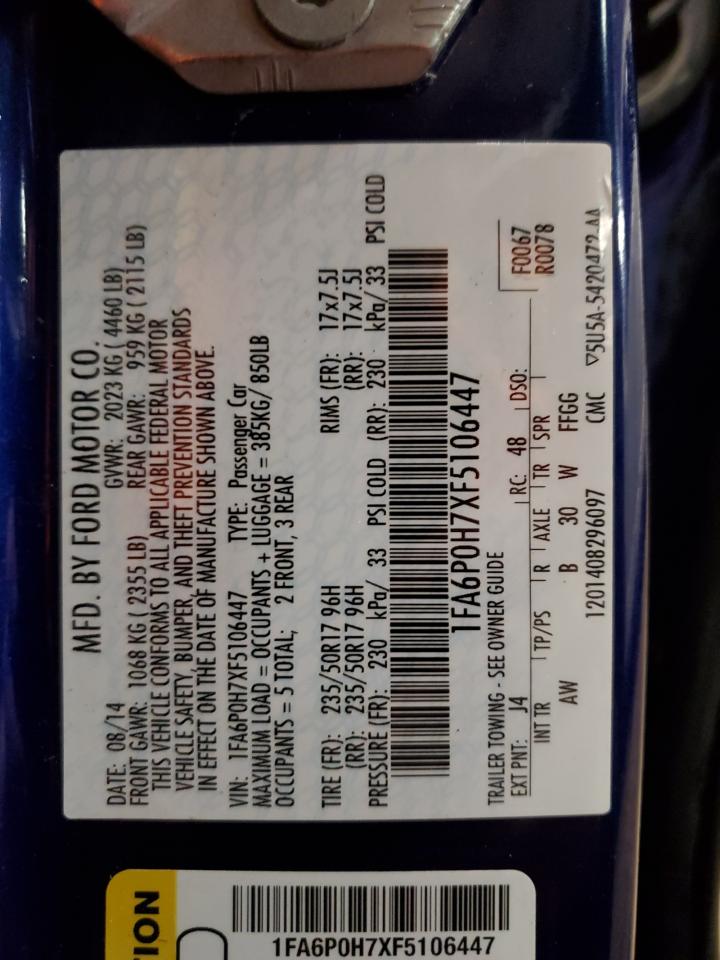 MFD. BY FORD MOTOR CO.
DATE: 08/14 GVWR: 2023 KG ( 4460 LB)
FRONT GAWR: 1068 KG ( 2355 LB) REAR GAWR: 959 KG ( 2115 LB)
THIS VEHICLE CONFORMS TO ALL APPLICABLE FEDERAL MOTOR
VEHICLE SAFETY, BUMPER, AND THEFT PREVENTION STANDARDS
IN EFFECT ON THE DATE OF MANUFACTURE SHOWN ABOVE.
VIN: 1FA6P0H7XF5106447 TYPE: Passenger Car
MAXIMUM LOAD = OCCUPANTS + LUGGAGE = 385KG/ 850LB
OCCUPANTS = 5 TOTAL; 2 FRONT, 3 REAR
TIRE (FR): 235/50R17 96H RIMS (FR): 17x7.5J
(RR): 235/50R17 96H (RR): 17x7.5J
PRESSURE (FR): 230 kPa/ 33 PSI COLD (RR): 230 kPa/ 33 PSI COLD
1FA6P0H7XF5106447
F0067
R0078
TRAILER TOWING - SEE OWNER GUIDE
EXT PNT: J4 RC: 48 DSO:
INT TR TP/PS R AXLE TR SPR
AW B 30 W FFGG
1201408296097 CMC ▽5U5A-5420472-AA
TION
1FA6P0H7XF5106447